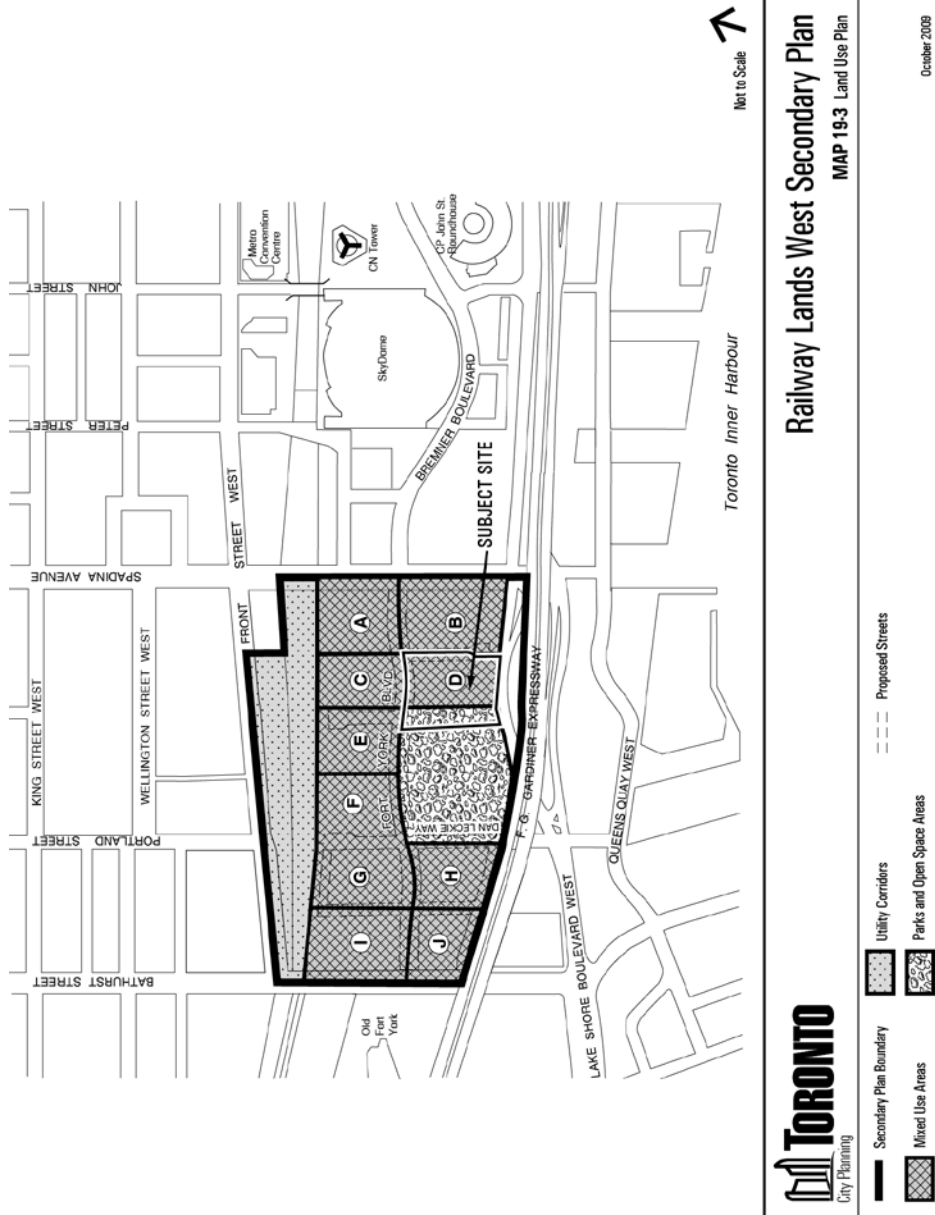 KING STREET WEST
WELLINGTON STREET WEST
FRONT
STREET WEST
BATHURST STREET
PORTLAND STREET
SPADINA AVENUE
PETER STREET
JOHN STREET
Metro
Convention
Centre
CN Tower
SkyDome
CP John St.
Roundhouse
BREMNER BOULEVARD
Old
Fort
York
I
G
F
E
C
A
FORT YORK BLVD
J
H
DAN LECKIE WAY
D
B
SUBJECT SITE
F. G. GARDINER EXPRESSWAY
LAKE SHORE BOULEVARD WEST
QUEENS QUAY WEST
Toronto Inner Harbour
Not to Scale
TORONTO
City Planning
Railway Lands West Secondary Plan
MAP 19-3 Land Use Plan
Secondary Plan Boundary
Utility Corridors
Proposed Streets
Mixed Use Areas
Parks and Open Space Areas
October 2009